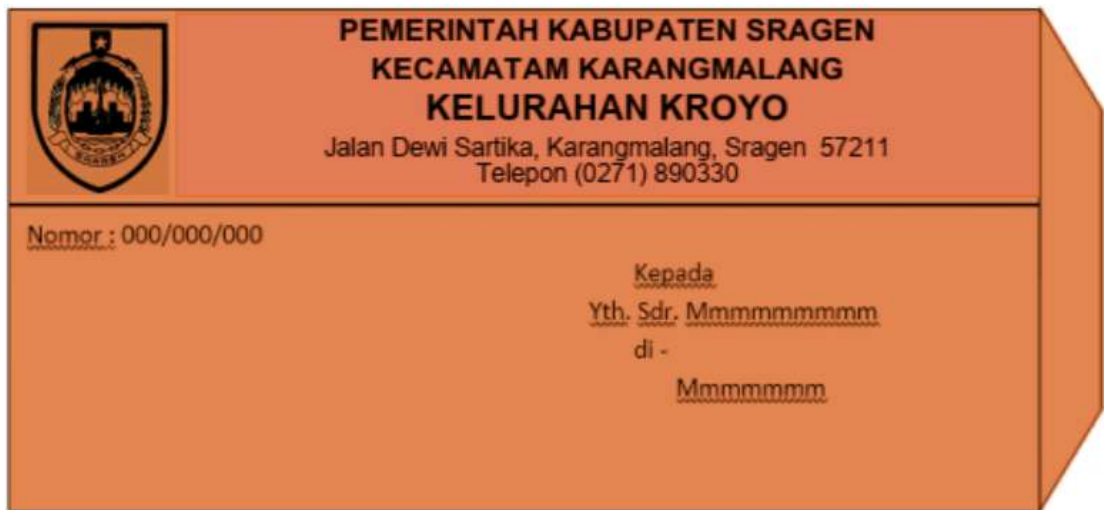 PEMERINTAH KABUPATEN SRAGEN
KECAMATAM KARANGMALANG
KELURAHAN KROYO
Jalan Dewi Sartika, Karangmalang, Sragen 57211
Telepon (0271) 890330
SRAGEN
Nomor : 000/000/000
Kepada
Yth. Sdr. Mmmmmmmmm
di -
Mmmmmmm